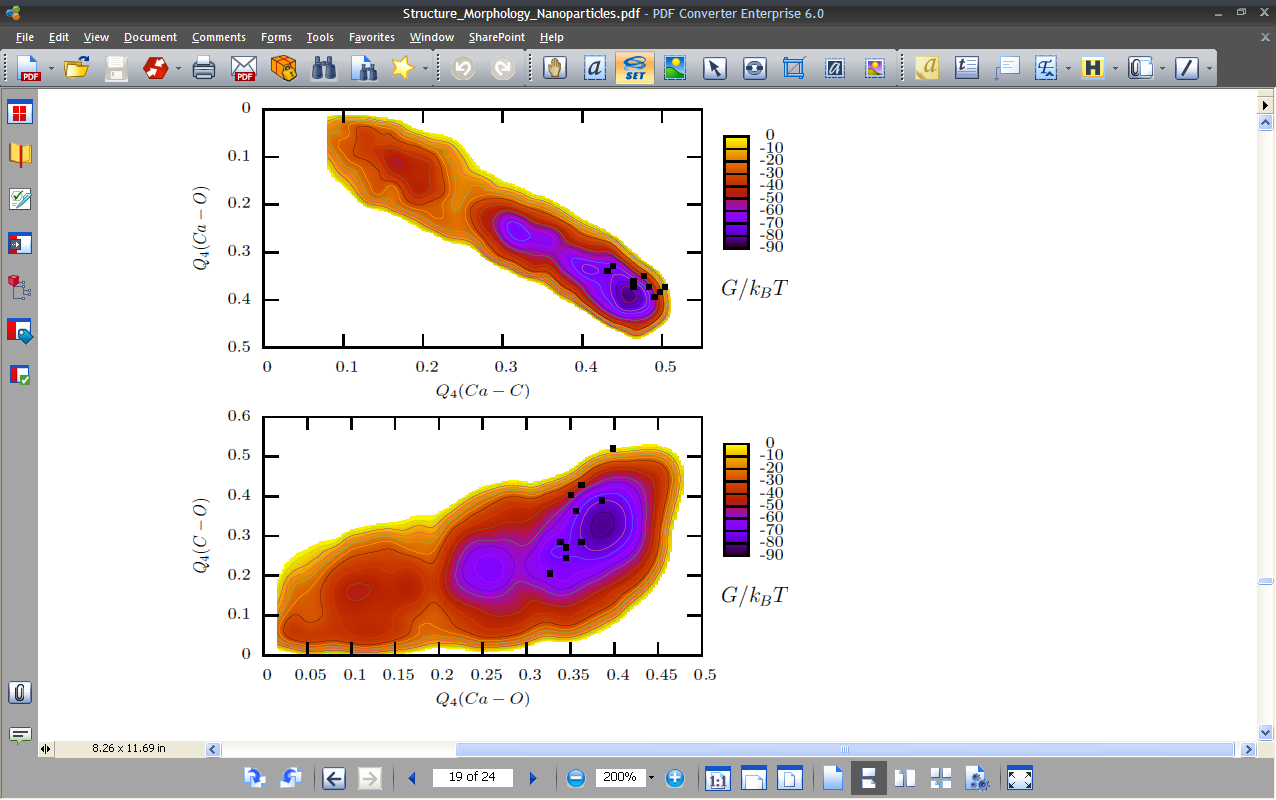 Structure_Morphology_Nanoparticles.pdf - PDF Converter Enterprise 6.0
File Edit View Document Comments Forms Tools Favorites Window SharePoint Help
PDF PDF a SET a a t T H
0
0.1
0.2
0.3
0.4
0.5
Q4(Ca − O)
0 0.1 0.2 0.3 0.4 0.5
Q4(Ca − C)
0
-10
-20
-30
-40
-50
-60
-70
-80
-90
G/kBT
0.6
0.5
0.4
0.3
0.2
0.1
0
Q4(C − O)
0 0.05 0.1 0.15 0.2 0.25 0.3 0.35 0.4 0.45 0.5
Q4(Ca − O)
0
-10
-20
-30
-40
-50
-60
-70
-80
-90
G/kBT
8.26 x 11.69 in
19 of 24 200% 1:1